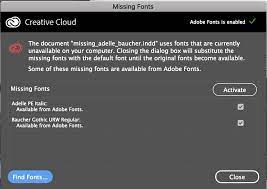 Missing Fonts
Creative Cloud
Adobe Fonts is enabled
The document "missing_adelle_baucher.indd" uses fonts that are currently
unavailable on your computer. Closing the dialog box will substitute the
missing fonts with the default font until the original fonts become available.
Some of these missing fonts are available from Adobe Fonts.
Missing Fonts
Activate
Adelle PE Italic:
Available from Adobe Fonts.
Baucher Gothic URW Regular:
Available from Adobe Fonts.
Find Fonts...
Close